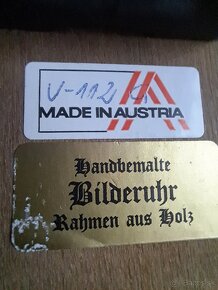 V-112
MADE IN AUSTRIA
Handbemalte
Bilderuhr
Rahmen aus Holz